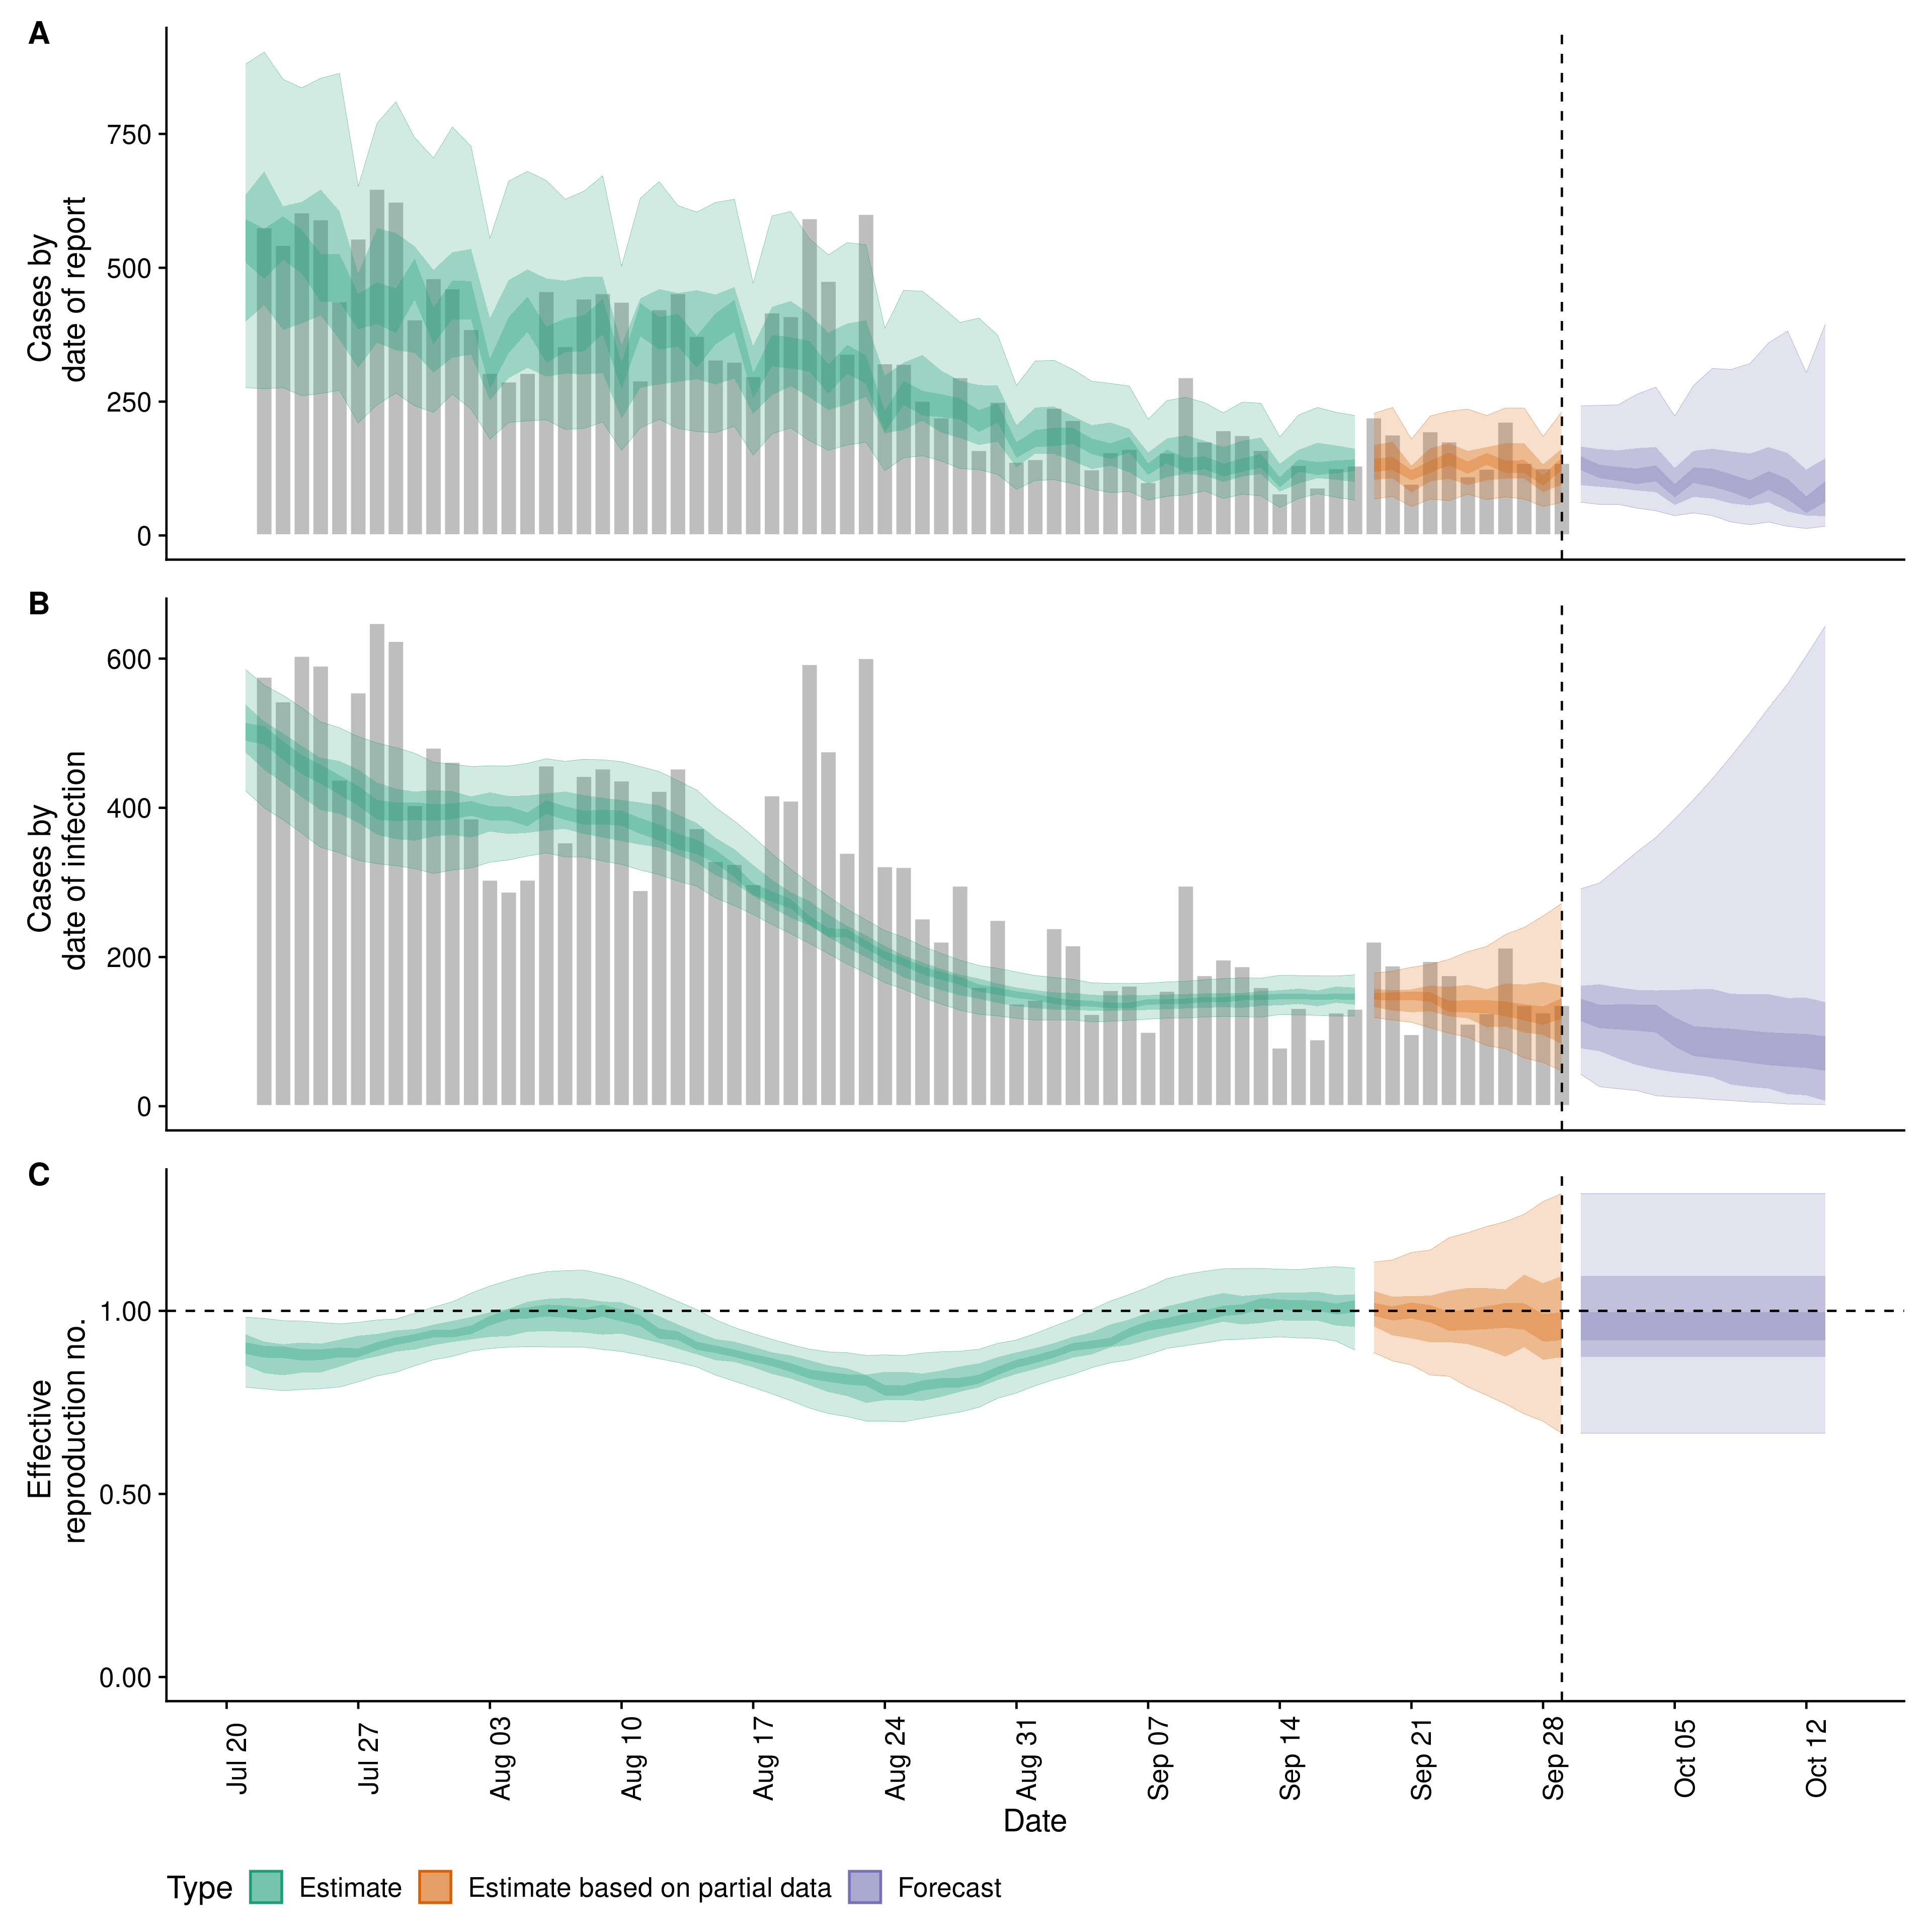 A
Cases by
date of report
750
500
250
0
B
Cases by
date of infection
600
400
200
0
C
Effective
reproduction no.
1.00
0.50
0.00
Jul 20
Jul 27
Aug 03
Aug 10
Aug 17
Aug 24
Aug 31
Sep 07
Sep 14
Sep 21
Sep 28
Oct 05
Oct 12
Date
Type Estimate Estimate based on partial data Forecast